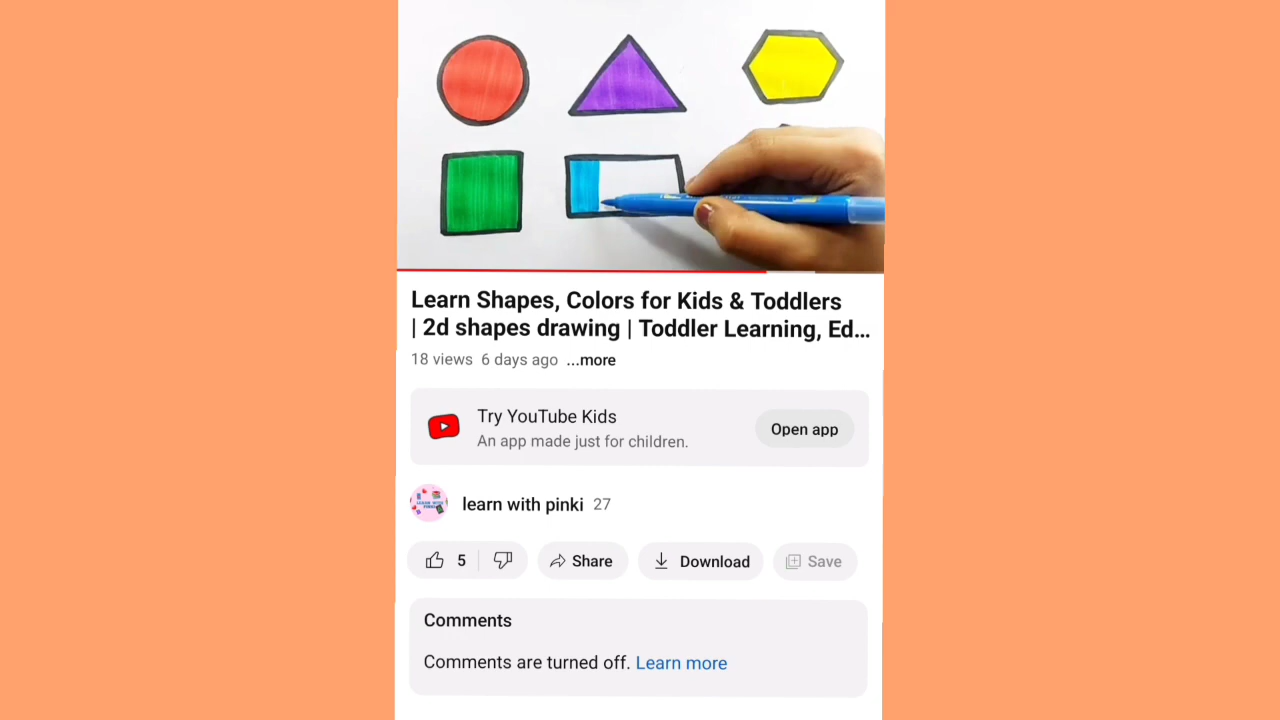 Learn Shapes, Colors for Kids & Toddlers
| 2d shapes drawing | Toddler Learning, Ed...
18 views 6 days ago ...more
Try YouTube Kids
An app made just for children.
Open app
learn with pinki 27
5 Share Download Save
Comments
Comments are turned off. Learn more